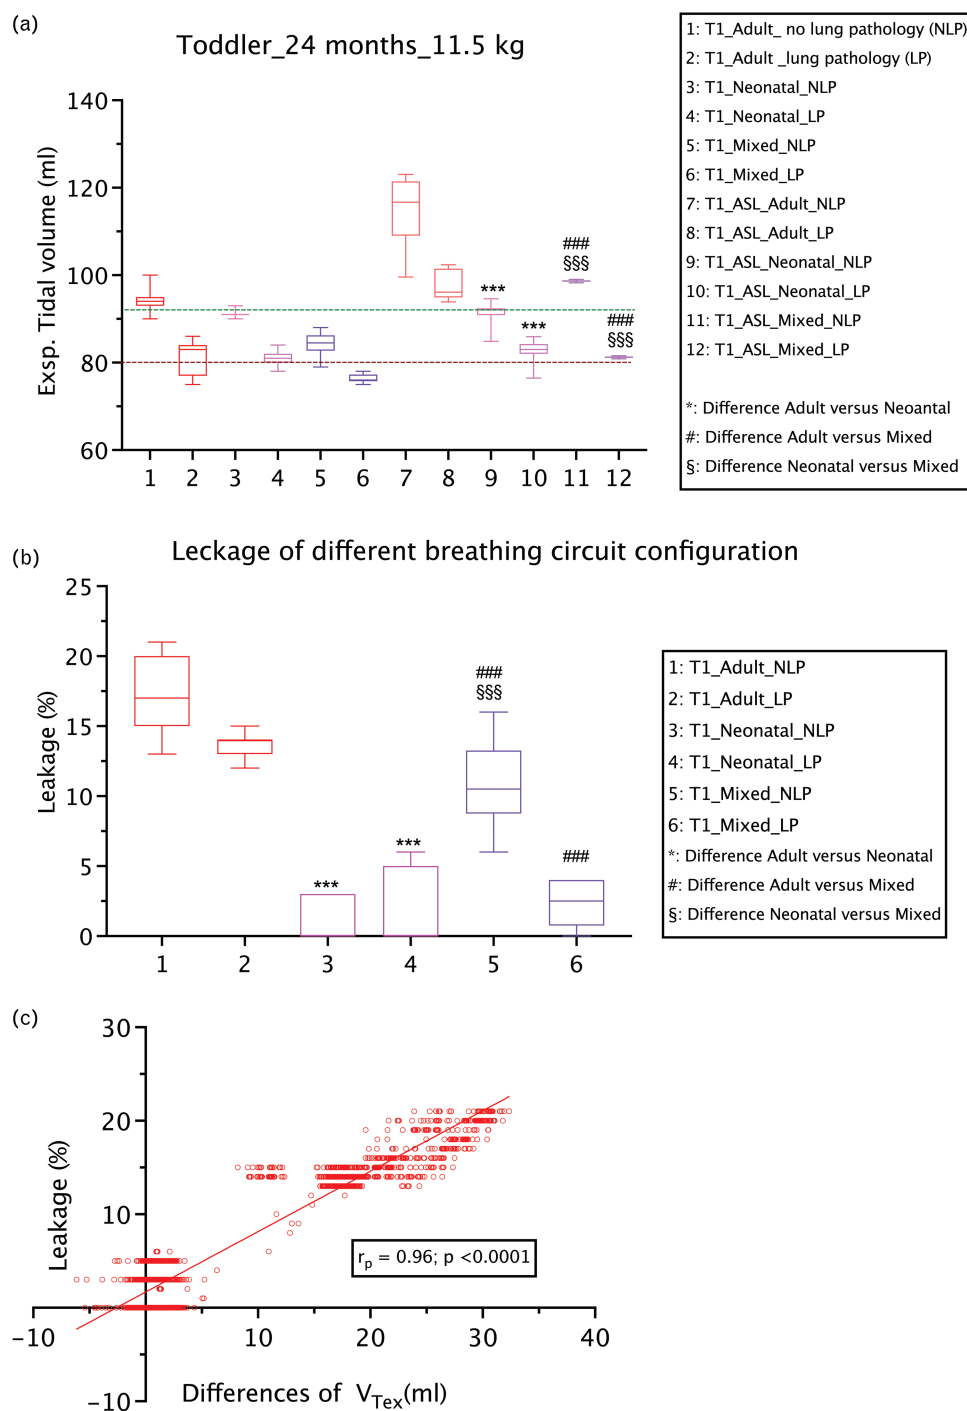 (a)
Toddler_24 months_11.5 kg
Exsp. Tidal volume (ml)
140
120
100
80
60
***
***
###
§§§
###
§§§
1 2 3 4 5 6 7 8 9 10 11 12
1: T1_Adult_ no lung pathology (NLP)
2: T1_Adult _lung pathology (LP)
3: T1_Neonatal_NLP
4: T1_Neonatal_LP
5: T1_Mixed_NLP
6: T1_Mixed_LP
7: T1_ASL_Adult_NLP
8: T1_ASL_Adult_LP
9: T1_ASL_Neonatal_NLP
10: T1_ASL_Neonatal_LP
11: T1_ASL_Mixed_NLP
12: T1_ASL_Mixed_LP
*: Difference Adult versus Neoantal
#: Difference Adult versus Mixed
§: Difference Neonatal versus Mixed
(b)
Leckage of different breathing circuit configuration
Leakage (%)
25
20
15
10
5
0
***
***
###
§§§
###
1 2 3 4 5 6
1: T1_Adult_NLP
2: T1_Adult_LP
3: T1_Neonatal_NLP
4: T1_Neonatal_LP
5: T1_Mixed_NLP
6: T1_Mixed_LP
*: Difference Adult versus Neonatal
#: Difference Adult versus Mixed
§: Difference Neonatal versus Mixed
(c)
Leakage (%)
30
20
10
−10
rp = 0.96; p <0.0001
−10 10 20 30 40
Differences of VTex(ml)